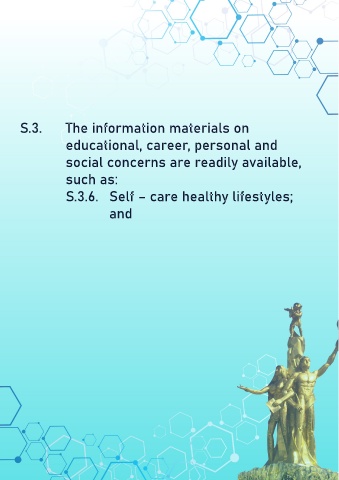 S.3. The information materials on
educational, career, personal and
social concerns are readily available,
such as:
S.3.6. Self – care healthy lifestyles;
and